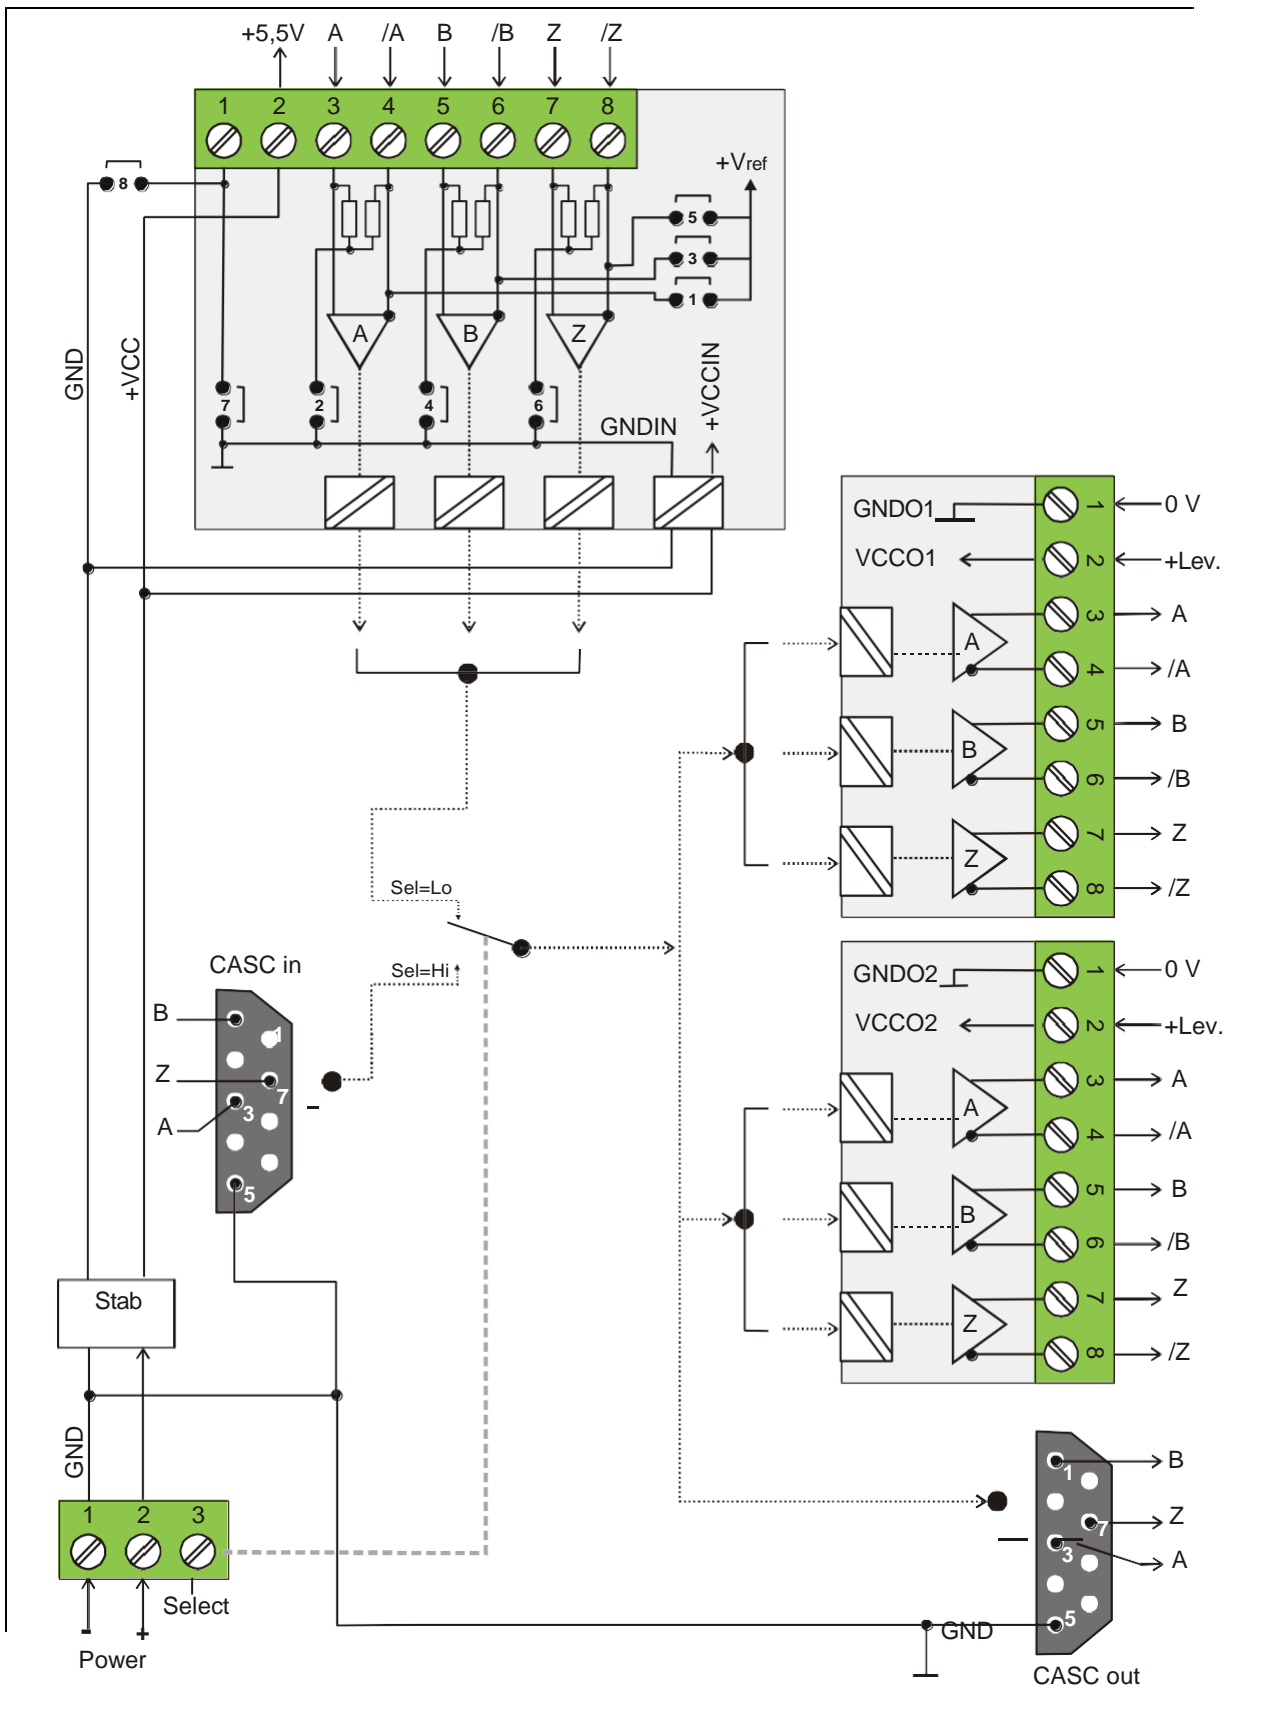 +5,5V A /A B /B Z /Z
1 2 3 4 5 6 7 8
+Vref
8
5
3
1
A B Z
GND
+VCC
+VCCIN
7 2 4 6
GNDIN
GNDO1 1 0 V
VCCO1 2 +Lev.
3 A
A
4 /A
5 B
B
6 /B
7 Z
Z
8 /Z
Sel=Lo
Sel=Hi
CASC in
B
1
Z
7
3
A
5
GNDO2 1 0 V
VCCO2 2 +Lev.
3 A
A
4 /A
5 B
B
6 /B
7 Z
Z
8 /Z
Stab
GND
1 2 3
Select
- +
Power
1 B
7 Z
3 A
5
GND
CASC out